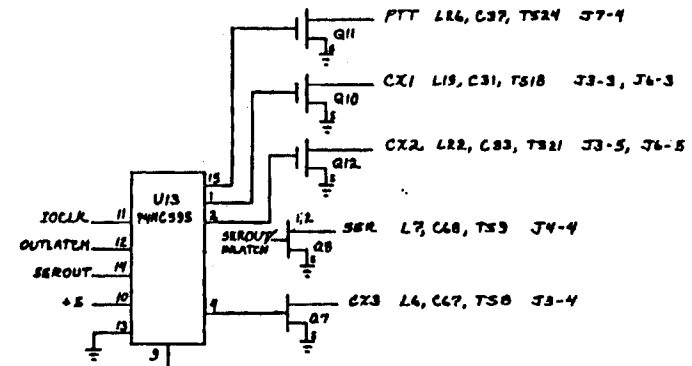 PTT L26, C37, TS24 J7-4
Q11
S
CX1 L19, C31, TS18 J3-3, J6-3
Q10
S
CX2 L22, C33, TS21 J3-5, J6-5
Q12
S
15
U13
74HC595
1
2
IOCLK 11
OUTLATCH 12
SEROUT 14
+5 10
13
9
SEROUT/
INLATCH
1,2
SER L7, C68, TS9 J4-4
Q8
S
4
CX3 L6, C67, TS8 J3-4
Q7
S